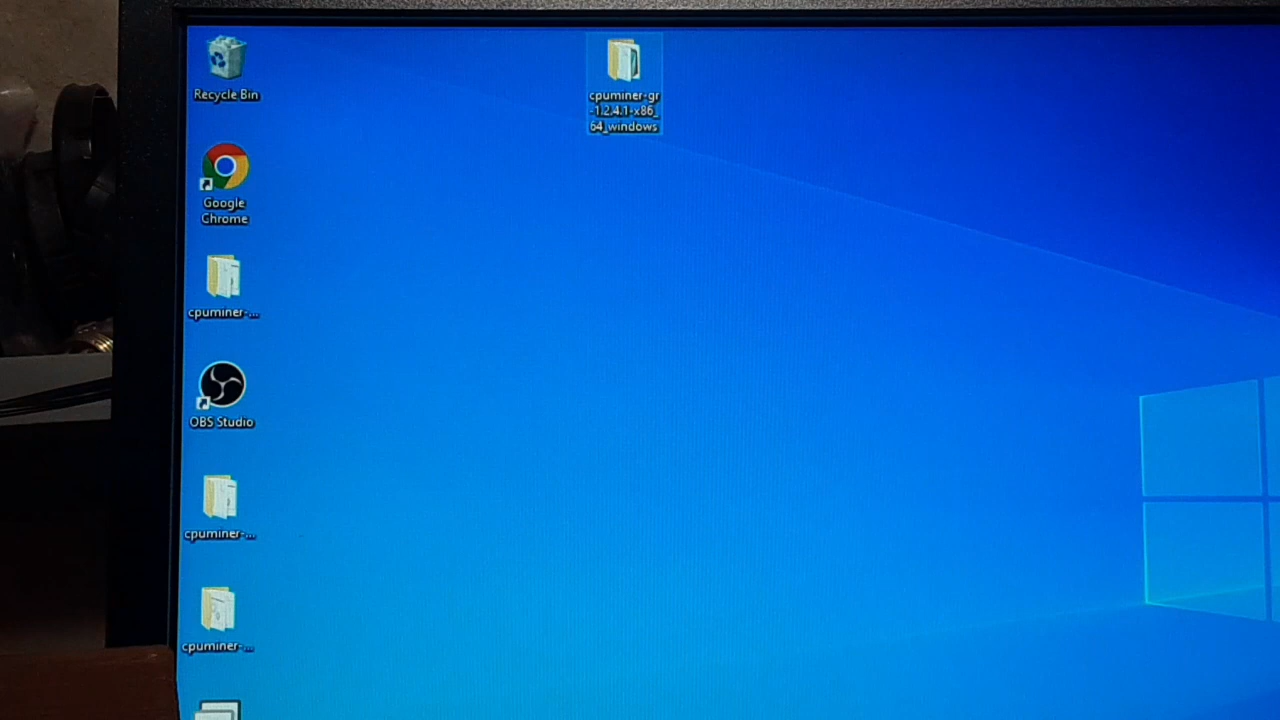 Recycle Bin
cpuminer-gr
-1.2.4.1-x86_
64_windows
Google
Chrome
cpuminer-...
OBS Studio
cpuminer-...
cpuminer-...